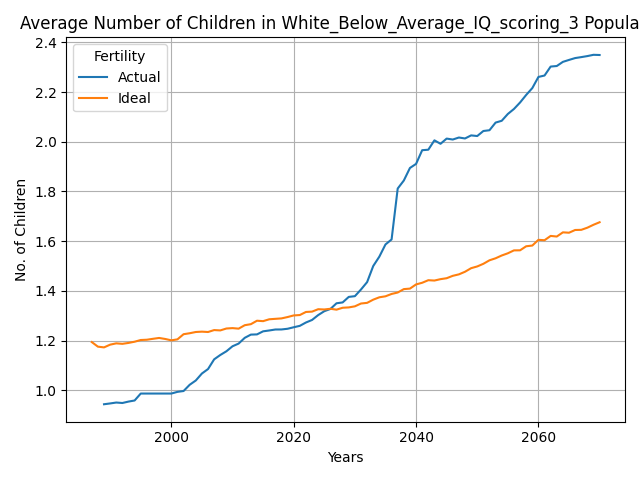 Average Number of Children in White_Below_Average_IQ_scoring_3 Popula
2.4
2.2
2.0
1.8
1.6
1.4
1.2
1.0
No. of Children
Fertility
Actual
Ideal
2000
2020
2040
2060
Years